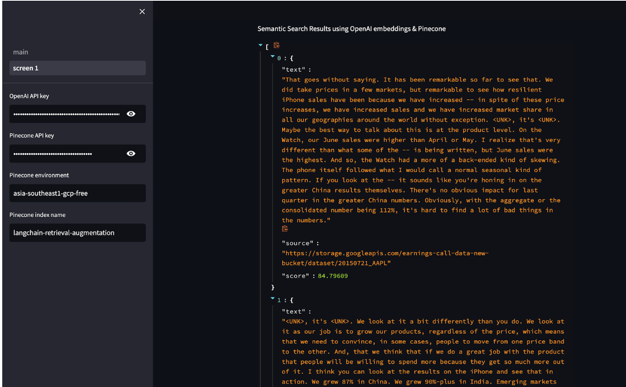 main
screen 1
OpenAI API key
Pinecone API key
Pinecone environment
asia-southeast1-gcp-free
Pinecone index name
langchain-retrieval-augmentation
Semantic Search Results using OpenAI embeddings & Pinecone
[
0 : {
"text" :
"That goes without saying. It has been remarkable so far to see that. We
did take prices in a few markets, but remarkable to see how resilient
iPhone sales have been because we have increased -- in spite of these price
increases, we have increased sales and we have increased market share in
all our geographies around the world without exception. <UNK>, it's <UNK>.
Maybe the best way to talk about this is at the product level. On the
Watch, our June sales were higher than April or May. I realize that's very
different than what some of the -- is being written, but June sales were
the highest. And so, the Watch had a more of a back-ended kind of skewing.
The phone itself followed what I would call a normal seasonal kind of
pattern. If you look at the -- it sounds like you're honing in on the
greater China results themselves. There's no obvious impact for last
quarter in the greater China numbers. Obviously, with the aggregate or the
consolidated number being 112%, it's hard to find a lot of bad things in
the numbers."
"source" :
"https://storage.googleapis.com/earnings-call-data-new-
bucket/dataset/20150721_AAPL"
"score" : 84.79609
}
1 : {
"text" :
"<UNK>, it's <UNK>. We look at it a bit differently than you do. We look at
it as our job is to grow our products, regardless of the price, which means
that we need to convince, in some cases, people to move from one price band
to the other. And, that we think that if we do a great job with the product
that people will be willing to spend more because they get so much more out
of it. I think you can look at the results on the iPhone and see that in
action. We grew 87% in China. We grew 90%-plus in India. Emerging markets